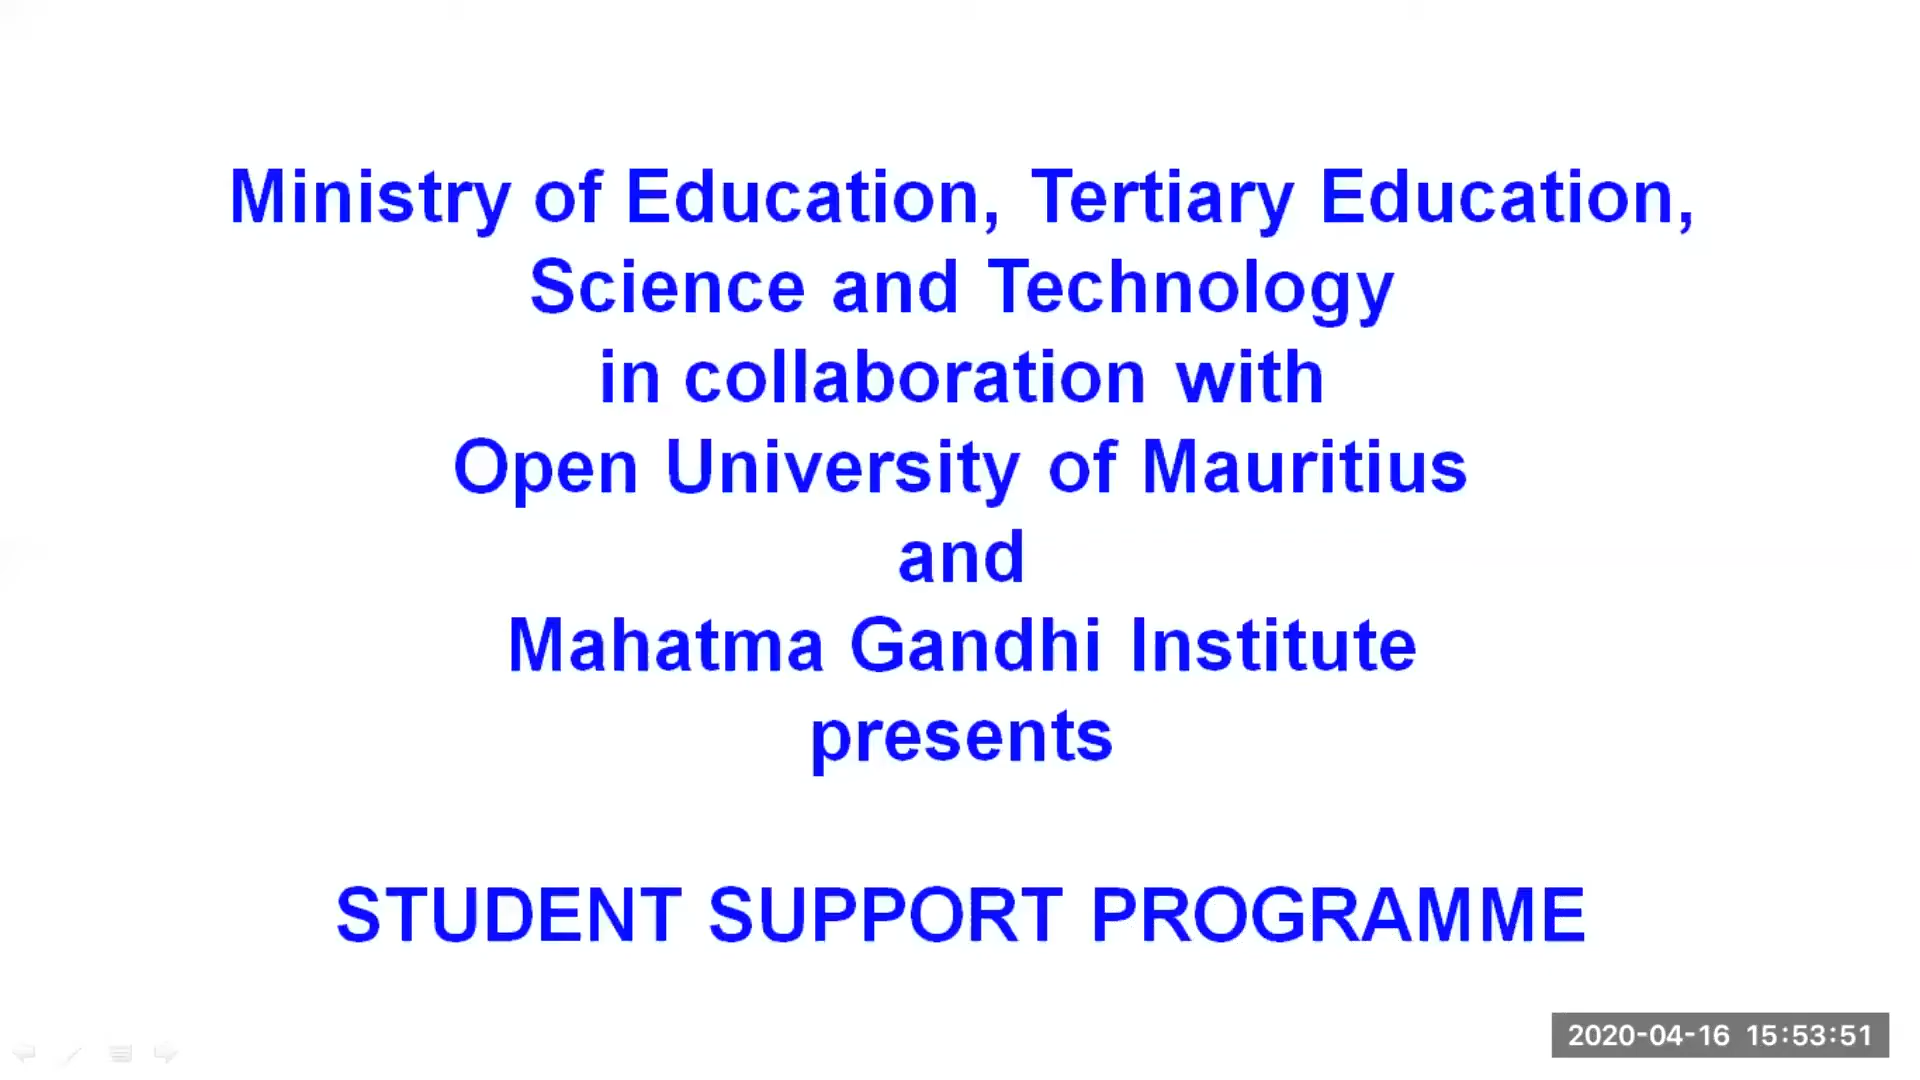 Ministry of Education, Tertiary Education,
Science and Technology
in collaboration with
Open University of Mauritius
and
Mahatma Gandhi Institute
presents
STUDENT SUPPORT PROGRAMME
2020-04-16 15:53:51